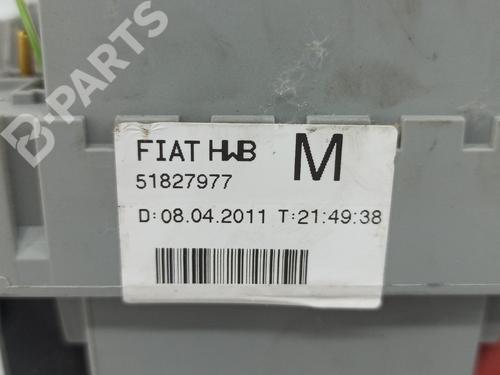 B-PARTS
FIAT HWB M
51827977
D:08.04.2011 T:21:49:38